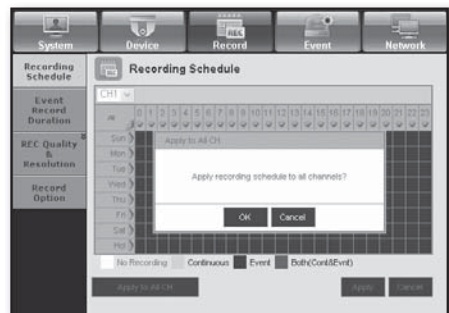 System Device Record Event Network
REC
Recording
Schedule
Recording Schedule
CH1
Event
Record
Duration
All 0 1 2 3 4 5 6 7 8 9 10 11 12 13 14 15 16 17 18 19 20 21 22 23
REC Quality
&
Resolution
Record
Option
Sun
Mon
Tue
Wed
Thu
Fri
Sat
Hol
Apply to All CH
Apply recording schedule to all channels?
OK Cancel
No Recording Continuous Event Both(Cont&Evnt)
Apply to All CH Apply Cancel